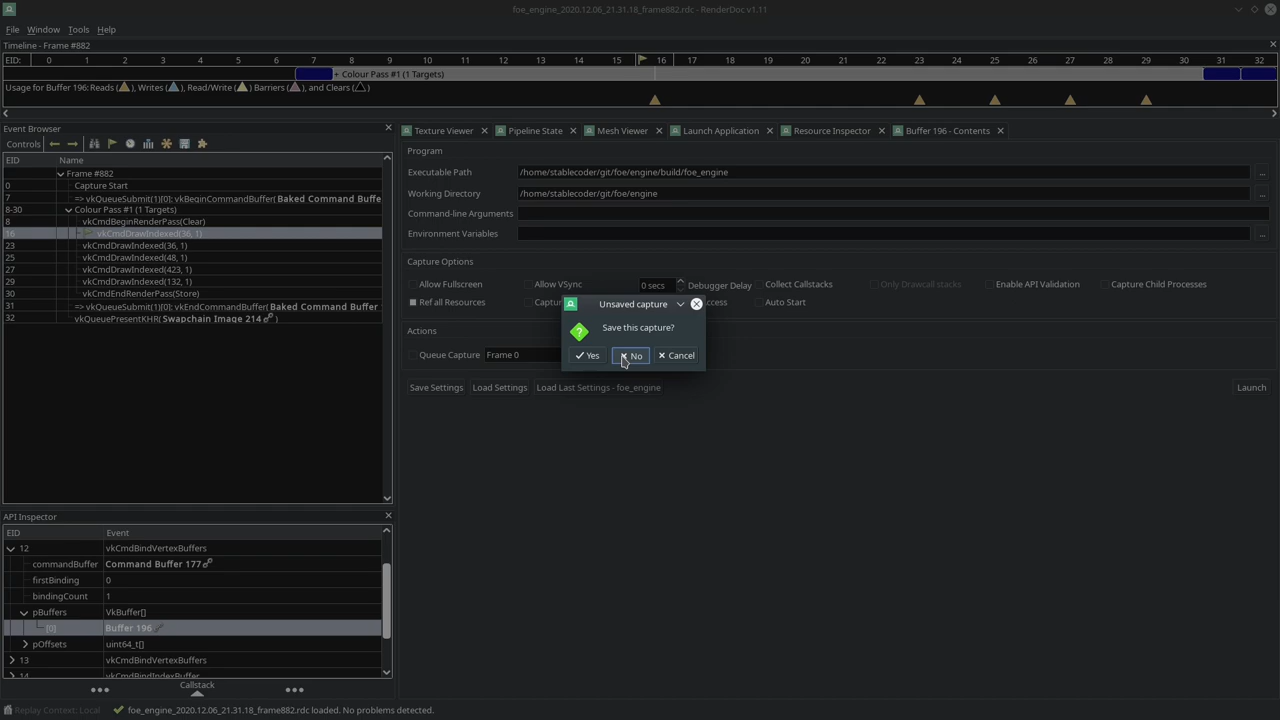 foe_engine_2020.12.06_21.31.18_frame882.rdc - RenderDoc v1.11
File Window Tools Help
Timeline - Frame #882
EID: 0 1 2 3 4 5 6 7 8 9 10 11 12 13 14 15 16 17 18 19 20 21 22 23 24 25 26 27 28 29 30 31 32
+ Colour Pass #1 (1 Targets)
Usage for Buffer 196: Reads ( ), Writes ( ), Read/Write ( ) Barriers ( ), and Clears ( )
Event Browser
Controls
EID Name
Frame #882
0 Capture Start
7 => vkQueueSubmit(1)[0]: vkBeginCommandBuffer( Baked Command Buffe
8-30 Colour Pass #1 (1 Targets)
8 vkCmdBeginRenderPass(Clear)
16 vkCmdDrawIndexed(36, 1)
23 vkCmdDrawIndexed(36, 1)
25 vkCmdDrawIndexed(48, 1)
27 vkCmdDrawIndexed(423, 1)
29 vkCmdDrawIndexed(132, 1)
30 vkCmdEndRenderPass(Store)
31 => vkQueueSubmit(1)[0]: vkEndCommandBuffer( Baked Command Buffer
32 vkQueuePresentKHR( Swapchain Image 214 )
Texture Viewer Pipeline State Mesh Viewer Launch Application Resource Inspector Buffer 196 - Contents
Program
Executable Path /home/stablecoder/git/foe/engine/build/foe_engine ...
Working Directory /home/stablecoder/git/foe/engine ...
Command-line Arguments
Environment Variables ...
Capture Options
Allow Fullscreen Allow VSync 0 secs Debugger Delay Collect Callstacks Only Drawcall stacks Enable API Validation Capture Child Processes
Ref all Resources Captur ccess Auto Start
Actions
Queue Capture Frame 0
Save Settings Load Settings Load Last Settings - foe_engine Launch
Unsaved capture
Save this capture?
Yes No Cancel
API Inspector
EID Event
12 vkCmdBindVertexBuffers
commandBuffer Command Buffer 177
firstBinding 0
bindingCount 1
pBuffers VkBuffer[]
[0] Buffer 196
pOffsets uint64_t[]
13 vkCmdBindVertexBuffers
14 vkCmdBindIndexBuffer
Callstack
Replay Context: Local foe_engine_2020.12.06_21.31.18_frame882.rdc loaded. No problems detected.